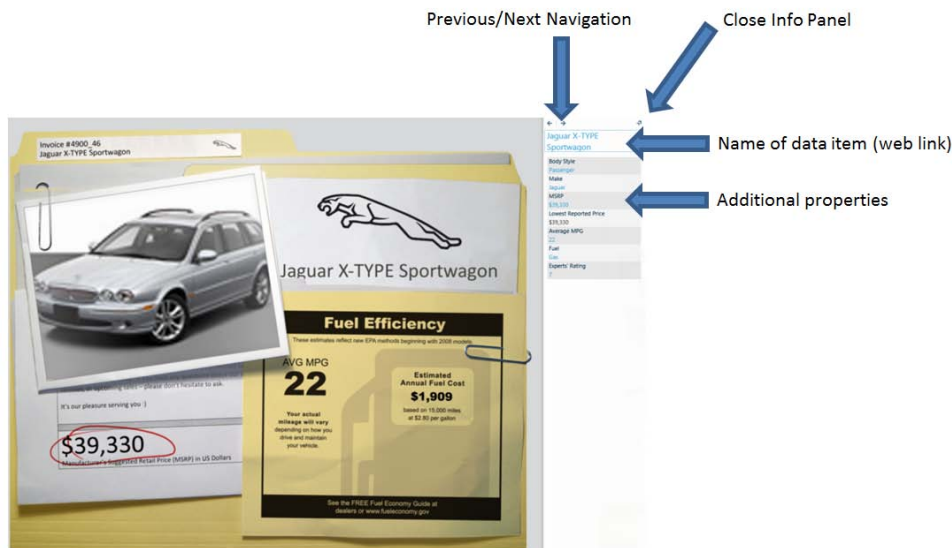 Previous/Next Navigation
Close Info Panel
Invoice #4900_46
Jaguar X-TYPE Sportwagon
Jaguar X-TYPE
Sportwagon
Name of data item (web link)
Body Style
Passenger
Make
Jaguar
MSRP
$39,330
Additional properties
Lowest Reported Price
$39,330
Average MPG
22
Fuel
Gas
Experts' Rating
7
Jaguar X-TYPE Sportwagon
Fuel Efficiency
These estimates reflect new EPA methods beginning with 2008 models.
AVG MPG
22
Your actual
mileage will vary
depending on how you
drive and maintain
your vehicle.
Estimated
Annual Fuel Cost
$1,909
based on 15,000 miles
at $2.80 per gallon
please don't hesitate to ask.
It's our pleasure serving you :)
$39,330
Manufacturer's Suggested Retail Price (MSRP) in US Dollars
See the FREE Fuel Economy Guide at
dealers or www.fueleconomy.gov